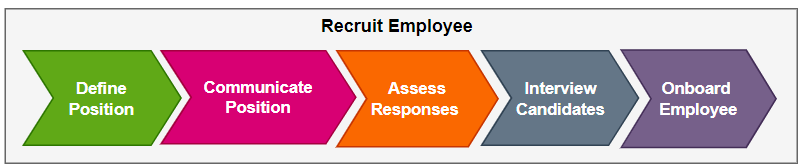 Recruit Employee
Define
Position
Communicate
Position
Assess
Responses
Interview
Candidates
Onboard
Employee